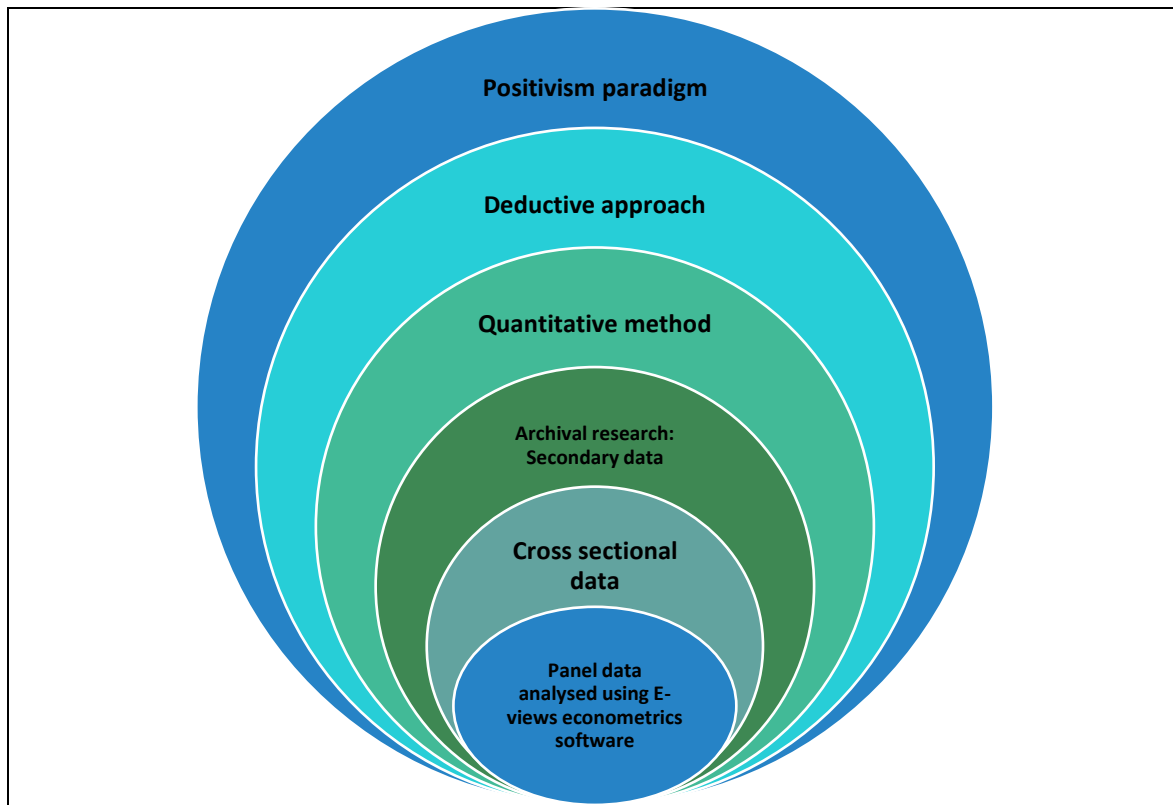 Positivism paradigm
Deductive approach
Quantitative method
Archival research:
Secondary data
Cross sectional
data
Panel data
analysed using E-
views econometrics
software